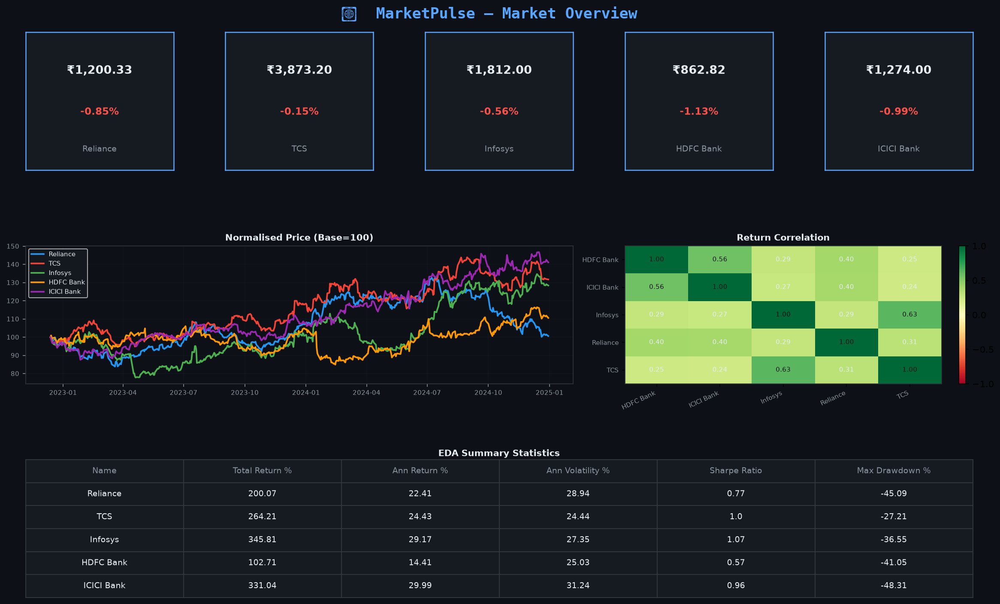 MarketPulse — Market Overview
₹1,200.33
-0.85%
Reliance
₹3,873.20
-0.15%
TCS
₹1,812.00
-0.56%
Infosys
₹862.82
-1.13%
HDFC Bank
₹1,274.00
-0.99%
ICICI Bank
Normalised Price (Base=100)
150
140
130
120
110
100
90
80
Reliance
TCS
Infosys
HDFC Bank
ICICI Bank
2023-01 2023-04 2023-07 2023-10 2024-01 2024-04 2024-07 2024-10 2025-01
Return Correlation
HDFC Bank 1.00 0.56 0.29 0.40 0.25
ICICI Bank 0.56 1.00 0.27 0.40 0.24
Infosys 0.29 0.27 1.00 0.29 0.63
Reliance 0.40 0.40 0.29 1.00 0.31
TCS 0.25 0.24 0.63 0.31 1.00
HDFC Bank ICICI Bank Infosys Reliance TCS
1.0
0.5
0.0
−0.5
−1.0
EDA Summary Statistics
Name Total Return % Ann Return % Ann Volatility % Sharpe Ratio Max Drawdown %
Reliance 200.07 22.41 28.94 0.77 -45.09
TCS 264.21 24.43 24.44 1.0 -27.21
Infosys 345.81 29.17 27.35 1.07 -36.55
HDFC Bank 102.71 14.41 25.03 0.57 -41.05
ICICI Bank 331.04 29.99 31.24 0.96 -48.31